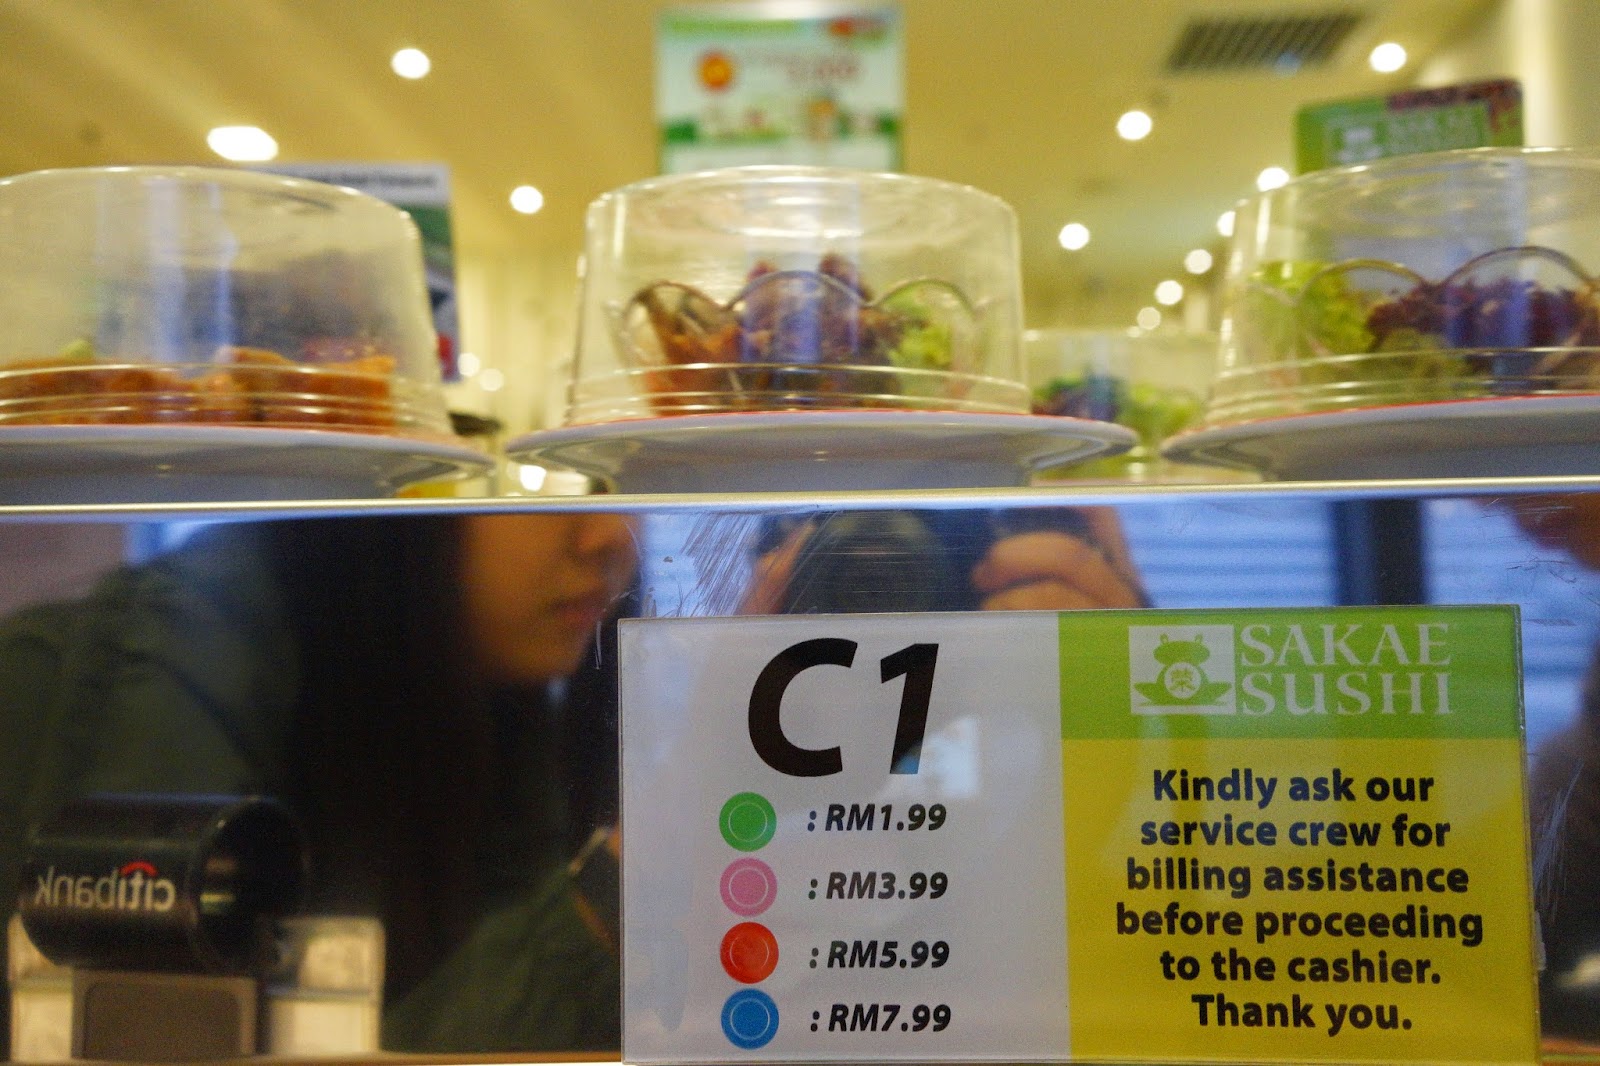 SAKAE
C1
: RM1.99
: RM3.99
: RM5.99
: RM7.99
SAKAE
SUSHI
Kindly ask our
service crew for
billing assistance
before proceeding
to the cashier.
Thank you.
citibank